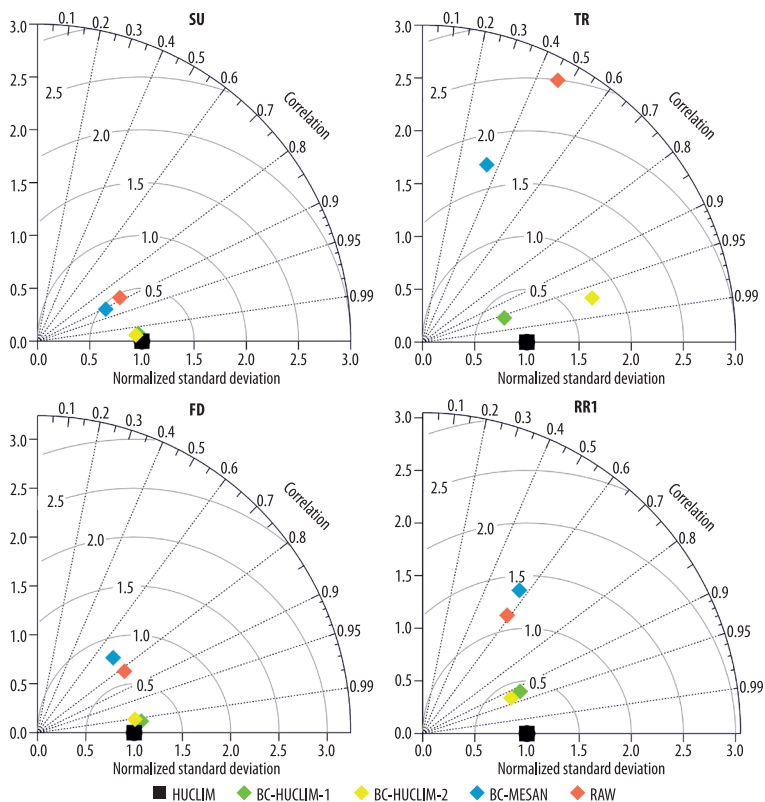 SU
0.1 0.2 0.3 0.4 0.5 0.6 0.7 0.8 0.9 0.95 0.99
Correlation
3.0 2.5 2.0 1.5 1.0 0.5 0.0
2.5 2.0 1.5 1.0 0.5
0.0 0.5 1.0 1.5 2.0 2.5 3.0
Normalized standard deviation
TR
0.1 0.2 0.3 0.4 0.5 0.6 0.7 0.8 0.9 0.95 0.99
Correlation
3.0 2.5 2.0 1.5 1.0 0.5 0.0
2.5 2.0 1.5 1.0 0.5
0.0 0.5 1.0 1.5 2.0 2.5 3.0
Normalized standard deviation
FD
0.1 0.2 0.3 0.4 0.5 0.6 0.7 0.8 0.9 0.95 0.99
Correlation
3.0 2.5 2.0 1.5 1.0 0.5 0.0
2.5 2.0 1.5 1.0 0.5
0.0 0.5 1.0 1.5 2.0 2.5 3.0
Normalized standard deviation
RR1
0.1 0.2 0.3 0.4 0.5 0.6 0.7 0.8 0.9 0.95 0.99
Correlation
3.0 2.5 2.0 1.5 1.0 0.5 0.0
2.5 2.0 1.5 1.0 0.5
0.0 0.5 1.0 1.5 2.0 2.5 3.0
Normalized standard deviation
HUCLIM BC-HUCLIM-1 BC-HUCLIM-2 BC-MESAN RAW